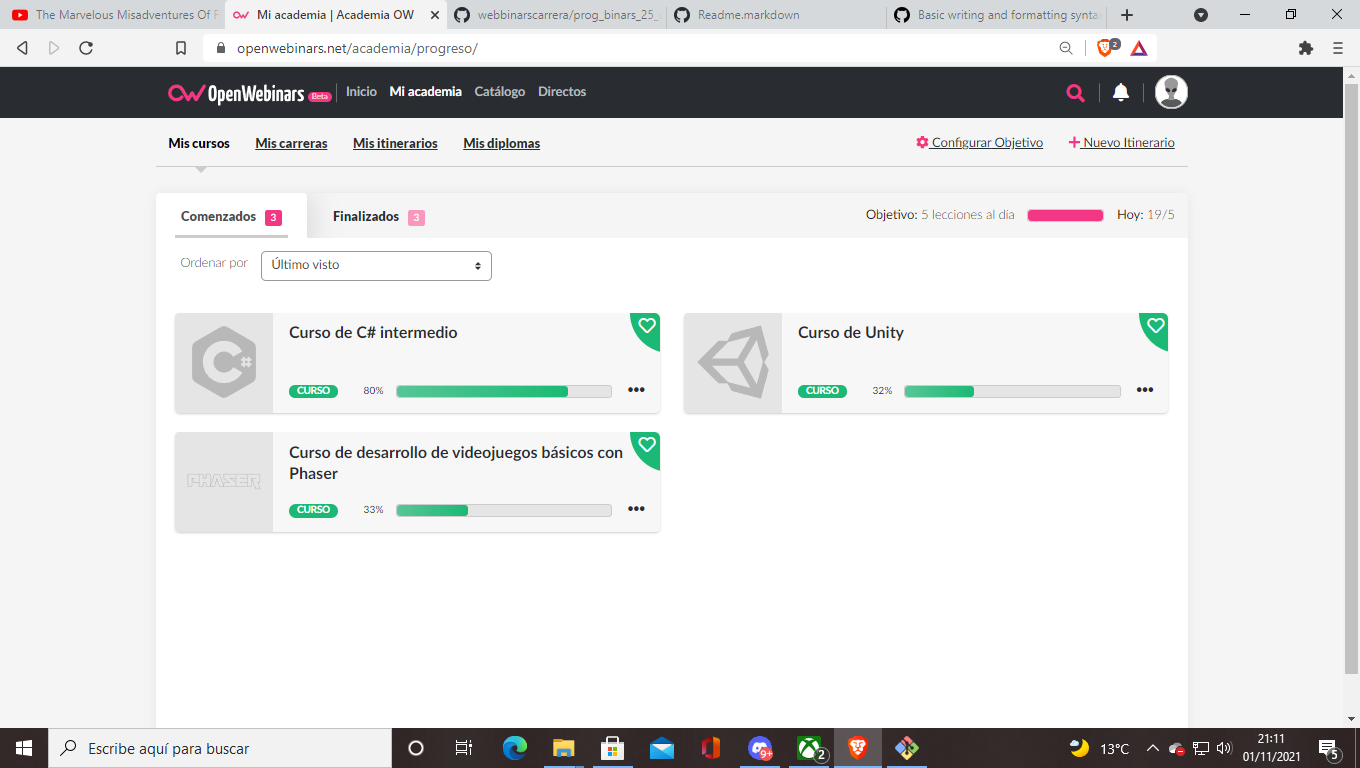 The Marvelous Misadventures Of F
Mi academia | Academia OW
webbinarscarrera/prog_binars_25_
Readme.markdown
Basic writing and formatting synta
openwebinars.net/academia/progreso/
2
OpenWebinars Beta
Inicio
Mi academia
Catálogo
Directos
Mis cursos
Mis carreras
Mis itinerarios
Mis diplomas
Configurar Objetivo
Nuevo Itinerario
Comenzados 3
Finalizados 3
Objetivo: 5 lecciones al día
Hoy: 19/5
Ordenar por
Último visto
C#
Curso de C# intermedio
CURSO
80%
Curso de Unity
CURSO
32%
PHASER
Curso de desarrollo de videojuegos básicos con
Phaser
CURSO
33%
Escribe aquí para buscar
9+
2
13°C
21:11
01/11/2021
5